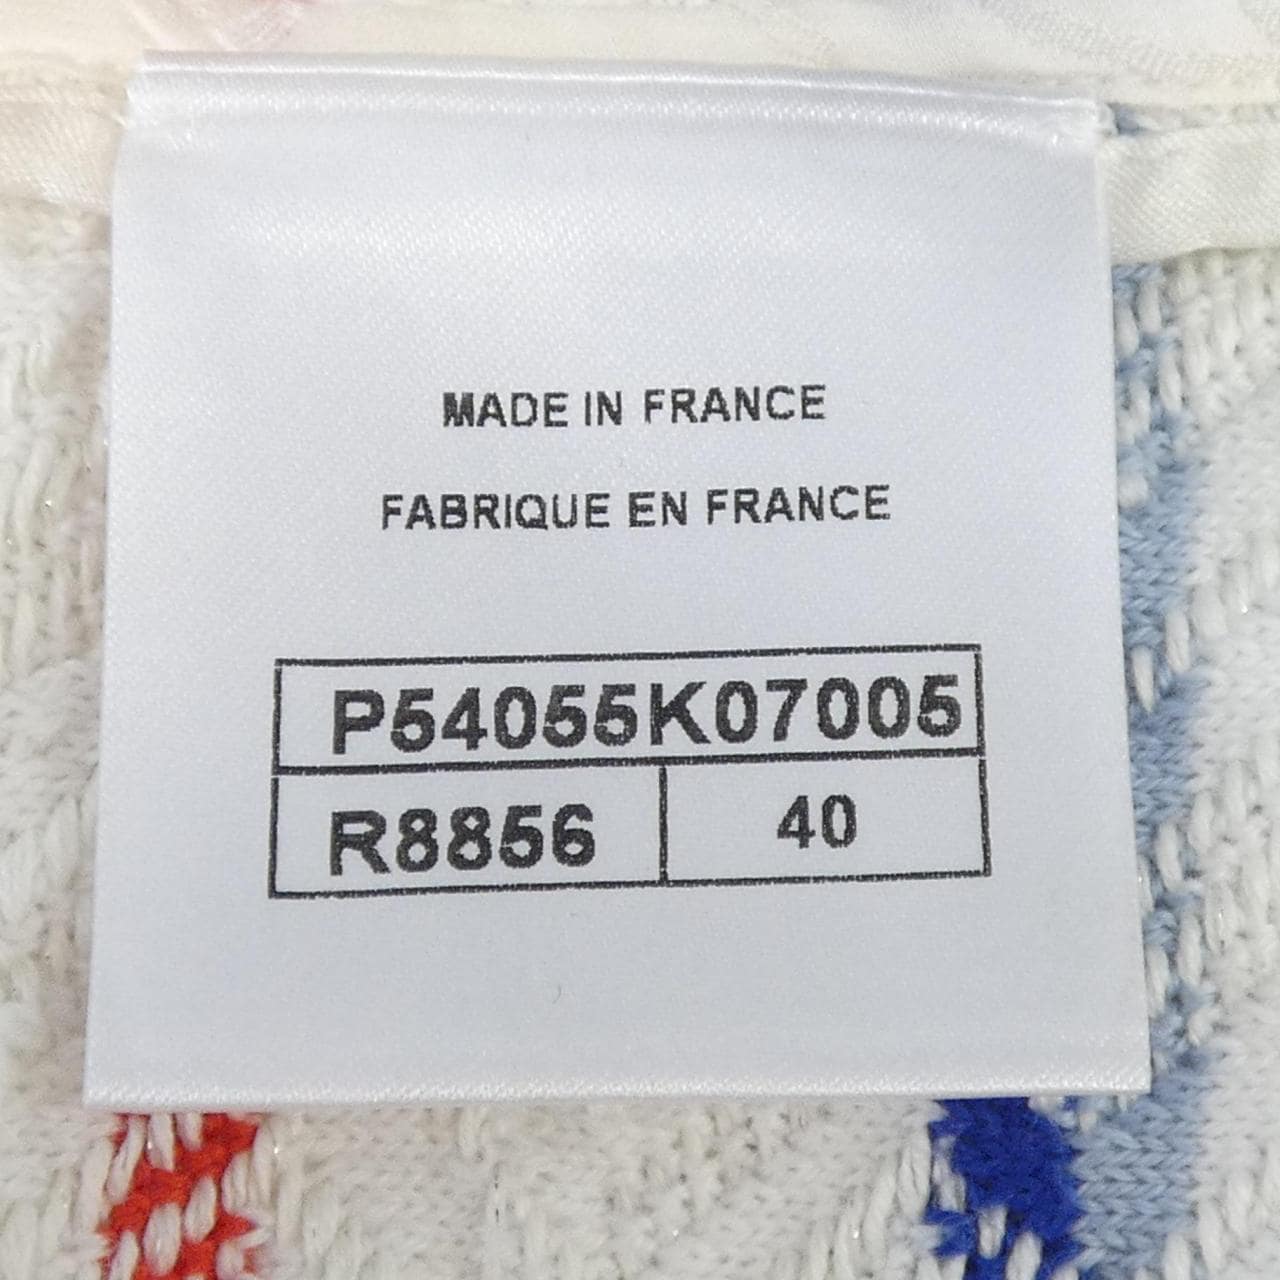 MADE IN FRANCE
FABRIQUE EN FRANCE
P54055K07005
R8856 40